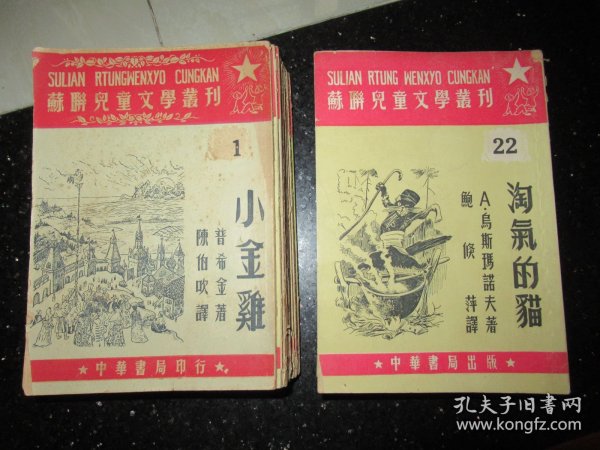 SULIAN RTUNGWENXYO CUNGKAN
蘇聯兒童文學叢刊
1
小金雞
普希金著
陳伯吹譯
★中華書局印行★
SULIAN RTUNG WENXYO CUNGKAN
蘇聯兒童文學叢刊
22
淘氣的貓
A·烏斯瑪諾夫著
鮑候萍譯
★中華書局出版★
孔夫子旧书网
www.kongfz.com